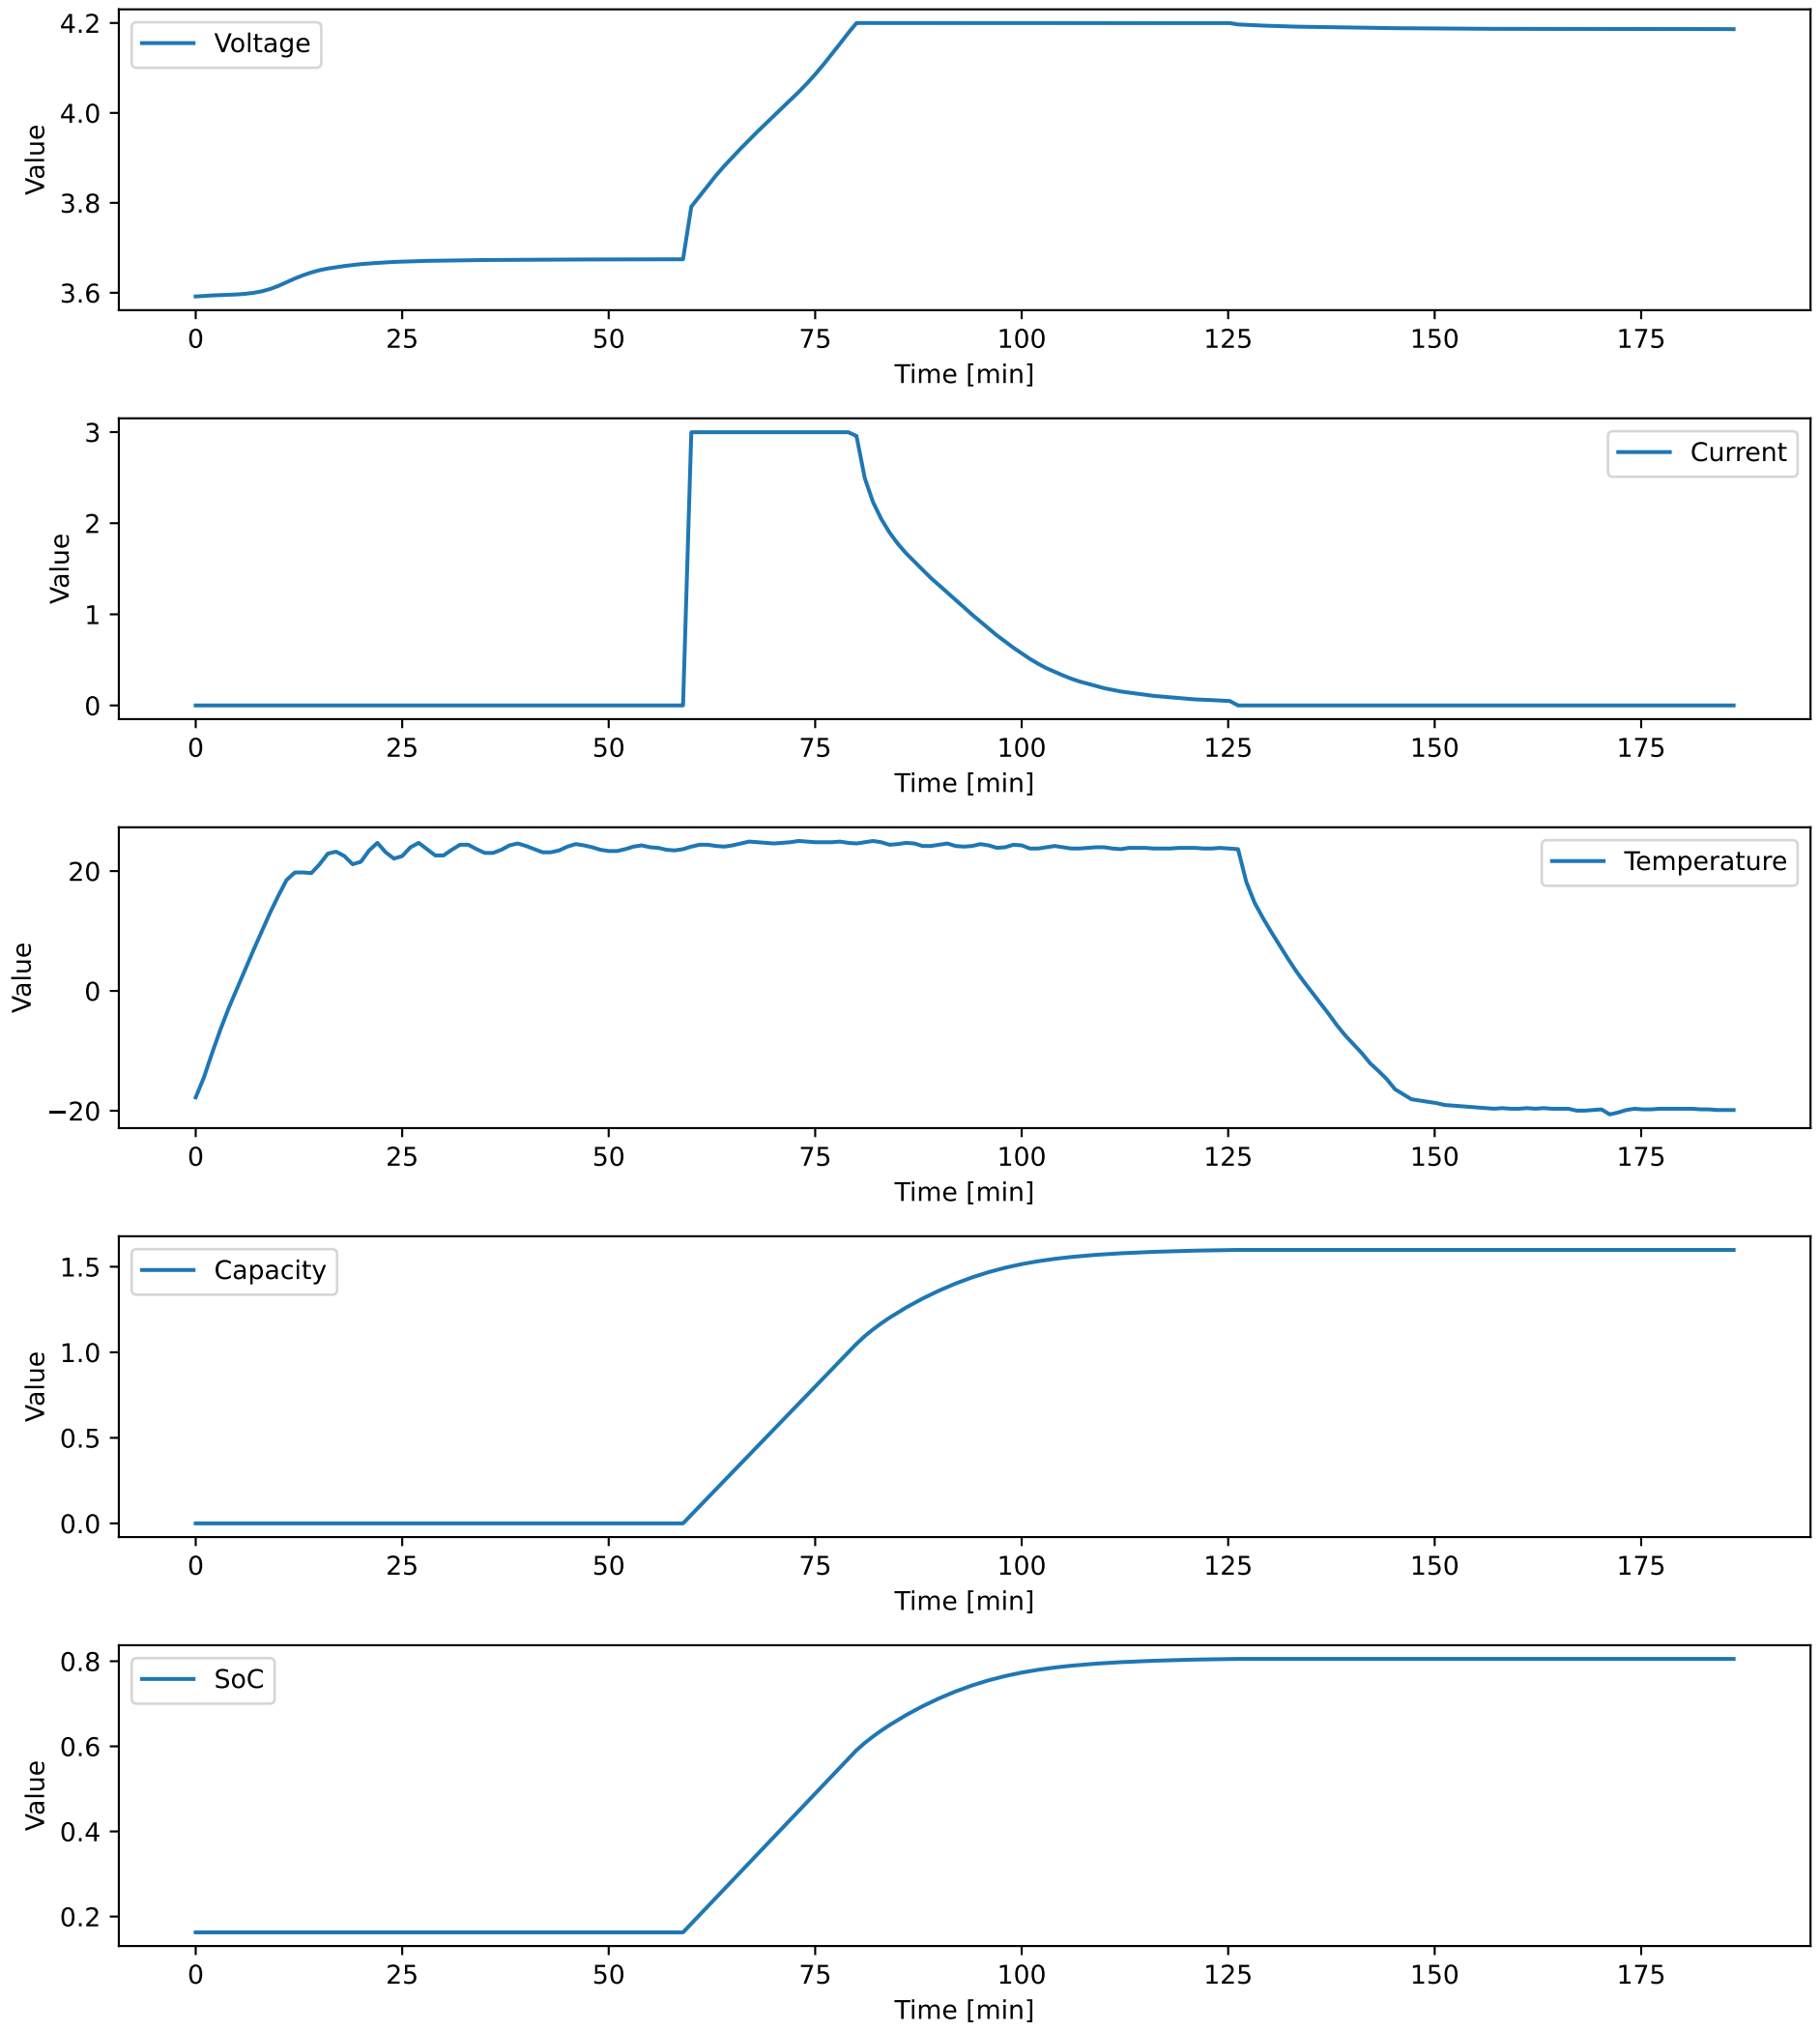 4.2
4.0
3.8
3.6
Value
Voltage
0 25 50 75 100 125 150 175
Time [min]
3
2
1
0
Value
Current
0 25 50 75 100 125 150 175
Time [min]
20
0
−20
Value
Temperature
0 25 50 75 100 125 150 175
Time [min]
1.5
1.0
0.5
0.0
Value
Capacity
0 25 50 75 100 125 150 175
Time [min]
0.8
0.6
0.4
0.2
Value
SoC
0 25 50 75 100 125 150 175
Time [min]